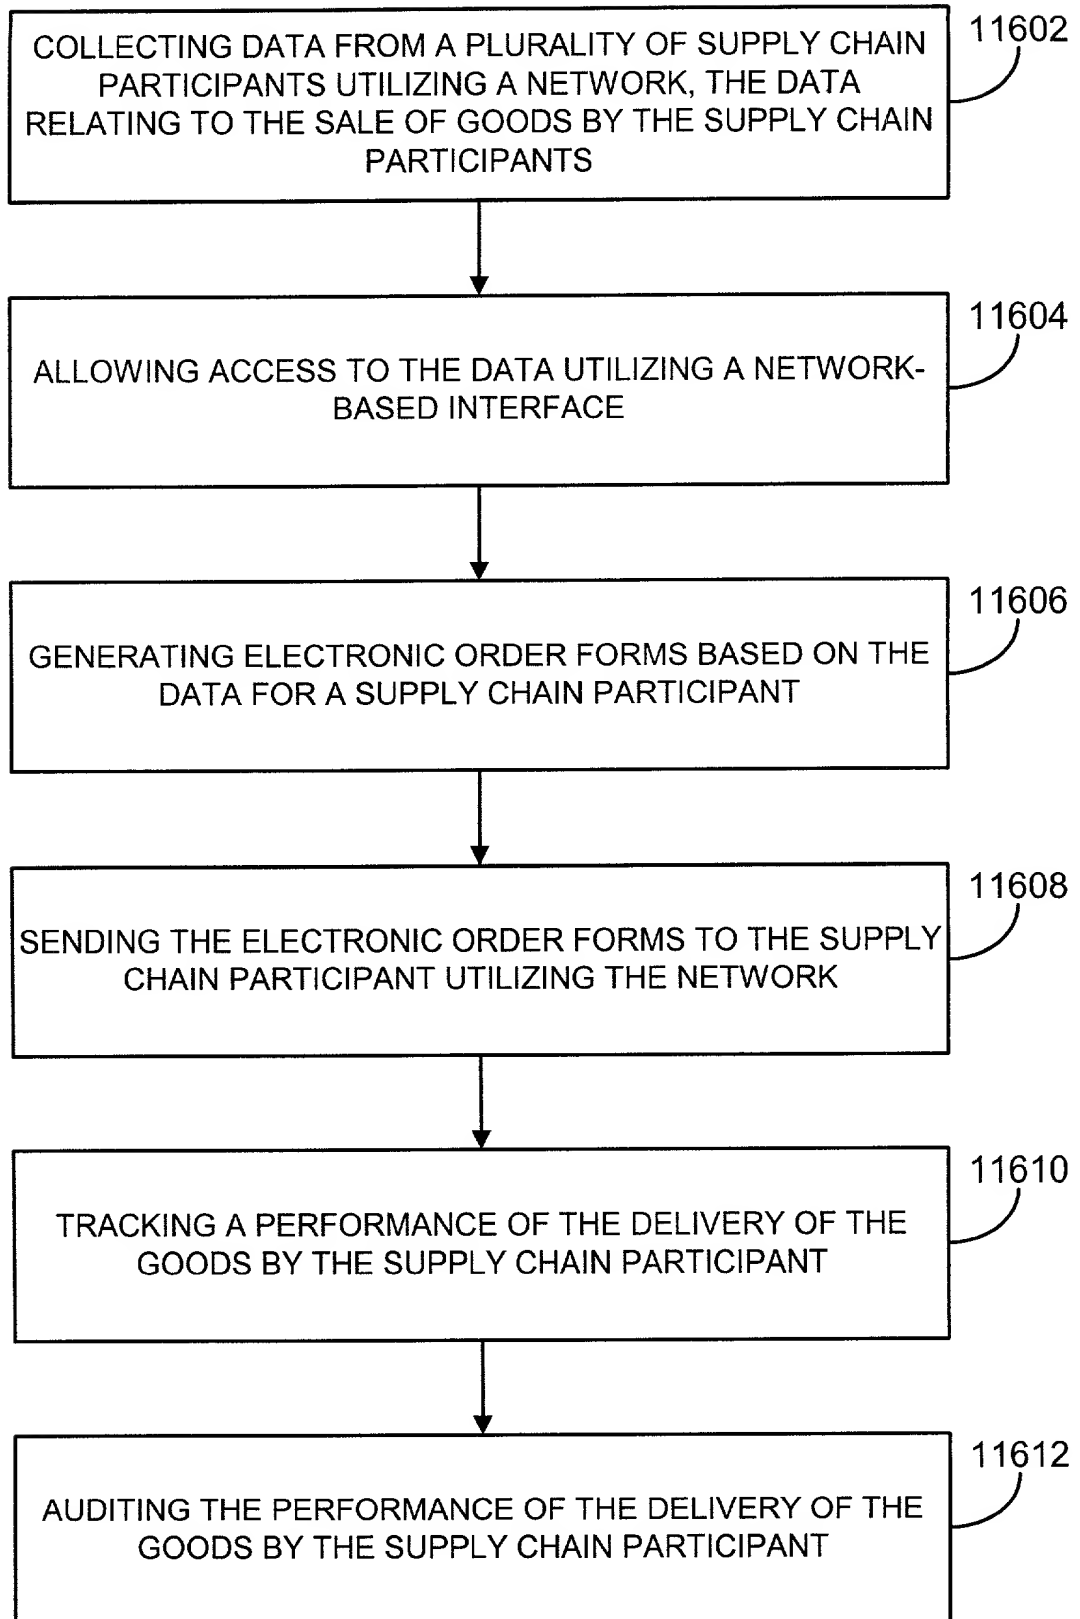 COLLECTING DATA FROM A PLURALITY OF SUPPLY CHAIN
PARTICIPANTS UTILIZING A NETWORK, THE DATA
RELATING TO THE SALE OF GOODS BY THE SUPPLY CHAIN
PARTICIPANTS
11602
ALLOWING ACCESS TO THE DATA UTILIZING A NETWORK-
BASED INTERFACE
11604
GENERATING ELECTRONIC ORDER FORMS BASED ON THE
DATA FOR A SUPPLY CHAIN PARTICIPANT
11606
SENDING THE ELECTRONIC ORDER FORMS TO THE SUPPLY
CHAIN PARTICIPANT UTILIZING THE NETWORK
11608
TRACKING A PERFORMANCE OF THE DELIVERY OF THE
GOODS BY THE SUPPLY CHAIN PARTICIPANT
11610
AUDITING THE PERFORMANCE OF THE DELIVERY OF THE
GOODS BY THE SUPPLY CHAIN PARTICIPANT
11612